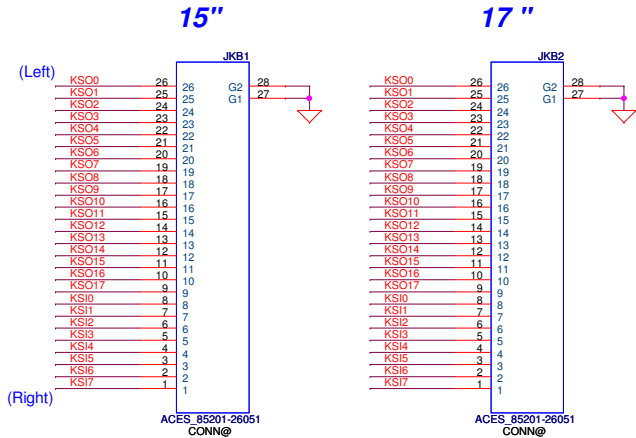 15" 17 "
JKB1 JKB2
(Left)
KSO0 26 26 G2 28 KSO0 26 26 G2 28
KSO1 25 25 G1 27 KSO1 25 25 G1 27
KSO2 24 24 KSO2 24 24
KSO3 23 23 KSO3 23 23
KSO4 22 22 KSO4 22 22
KSO5 21 21 KSO5 21 21
KSO6 20 20 KSO6 20 20
KSO7 19 19 KSO7 19 19
KSO8 18 18 KSO8 18 18
KSO9 17 17 KSO9 17 17
KSO10 16 16 KSO10 16 16
KSO11 15 15 KSO11 15 15
KSO12 14 14 KSO12 14 14
KSO13 13 13 KSO13 13 13
KSO14 12 12 KSO14 12 12
KSO15 11 11 KSO15 11 11
KSO16 10 10 KSO16 10 10
KSO17 9 9 KSO17 9 9
KSI0 8 8 KSI0 8 8
KSI1 7 7 KSI1 7 7
KSI2 6 6 KSI2 6 6
KSI3 5 5 KSI3 5 5
KSI4 4 4 KSI4 4 4
KSI5 3 3 KSI5 3 3
KSI6 2 2 KSI6 2 2
KSI7 1 1 KSI7 1 1
(Right)
ACES_85201-26051 ACES_85201-26051
CONN@ CONN@